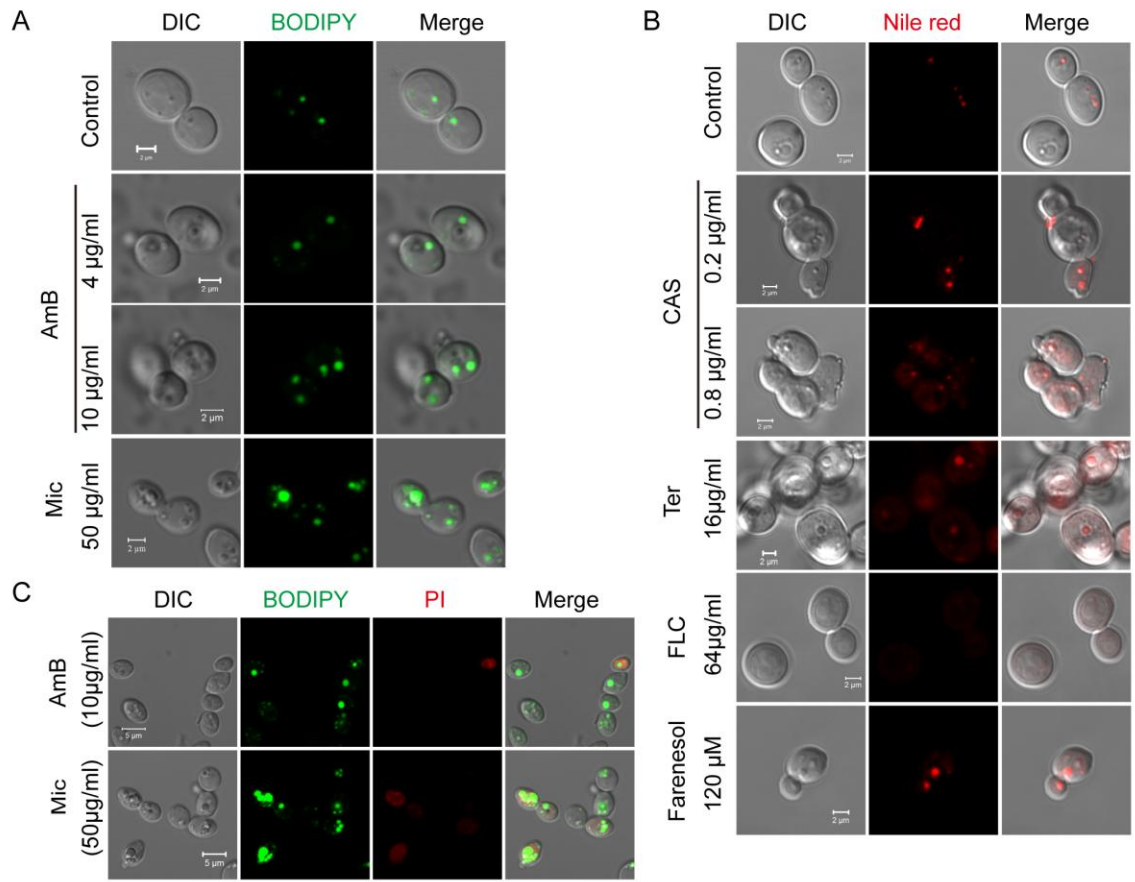 A
DIC BODIPY Merge
Control
2 µm
AmB
4 µg/ml
2 µm
10 µg/ml
2 µm
Mic
50 µg/ml
2 µm
B
DIC Nile red Merge
Control
2 µm
CAS
0.2 µg/ml
2 µm
0.8 µg/ml
2 µm
Ter
16µg/ml
2 µm
FLC
64µg/ml
2 µm
Farenesol
120 µM
2 µm
C
DIC BODIPY PI Merge
AmB
(10µg/ml)
5 µm
Mic
(50µg/ml)
5 µm